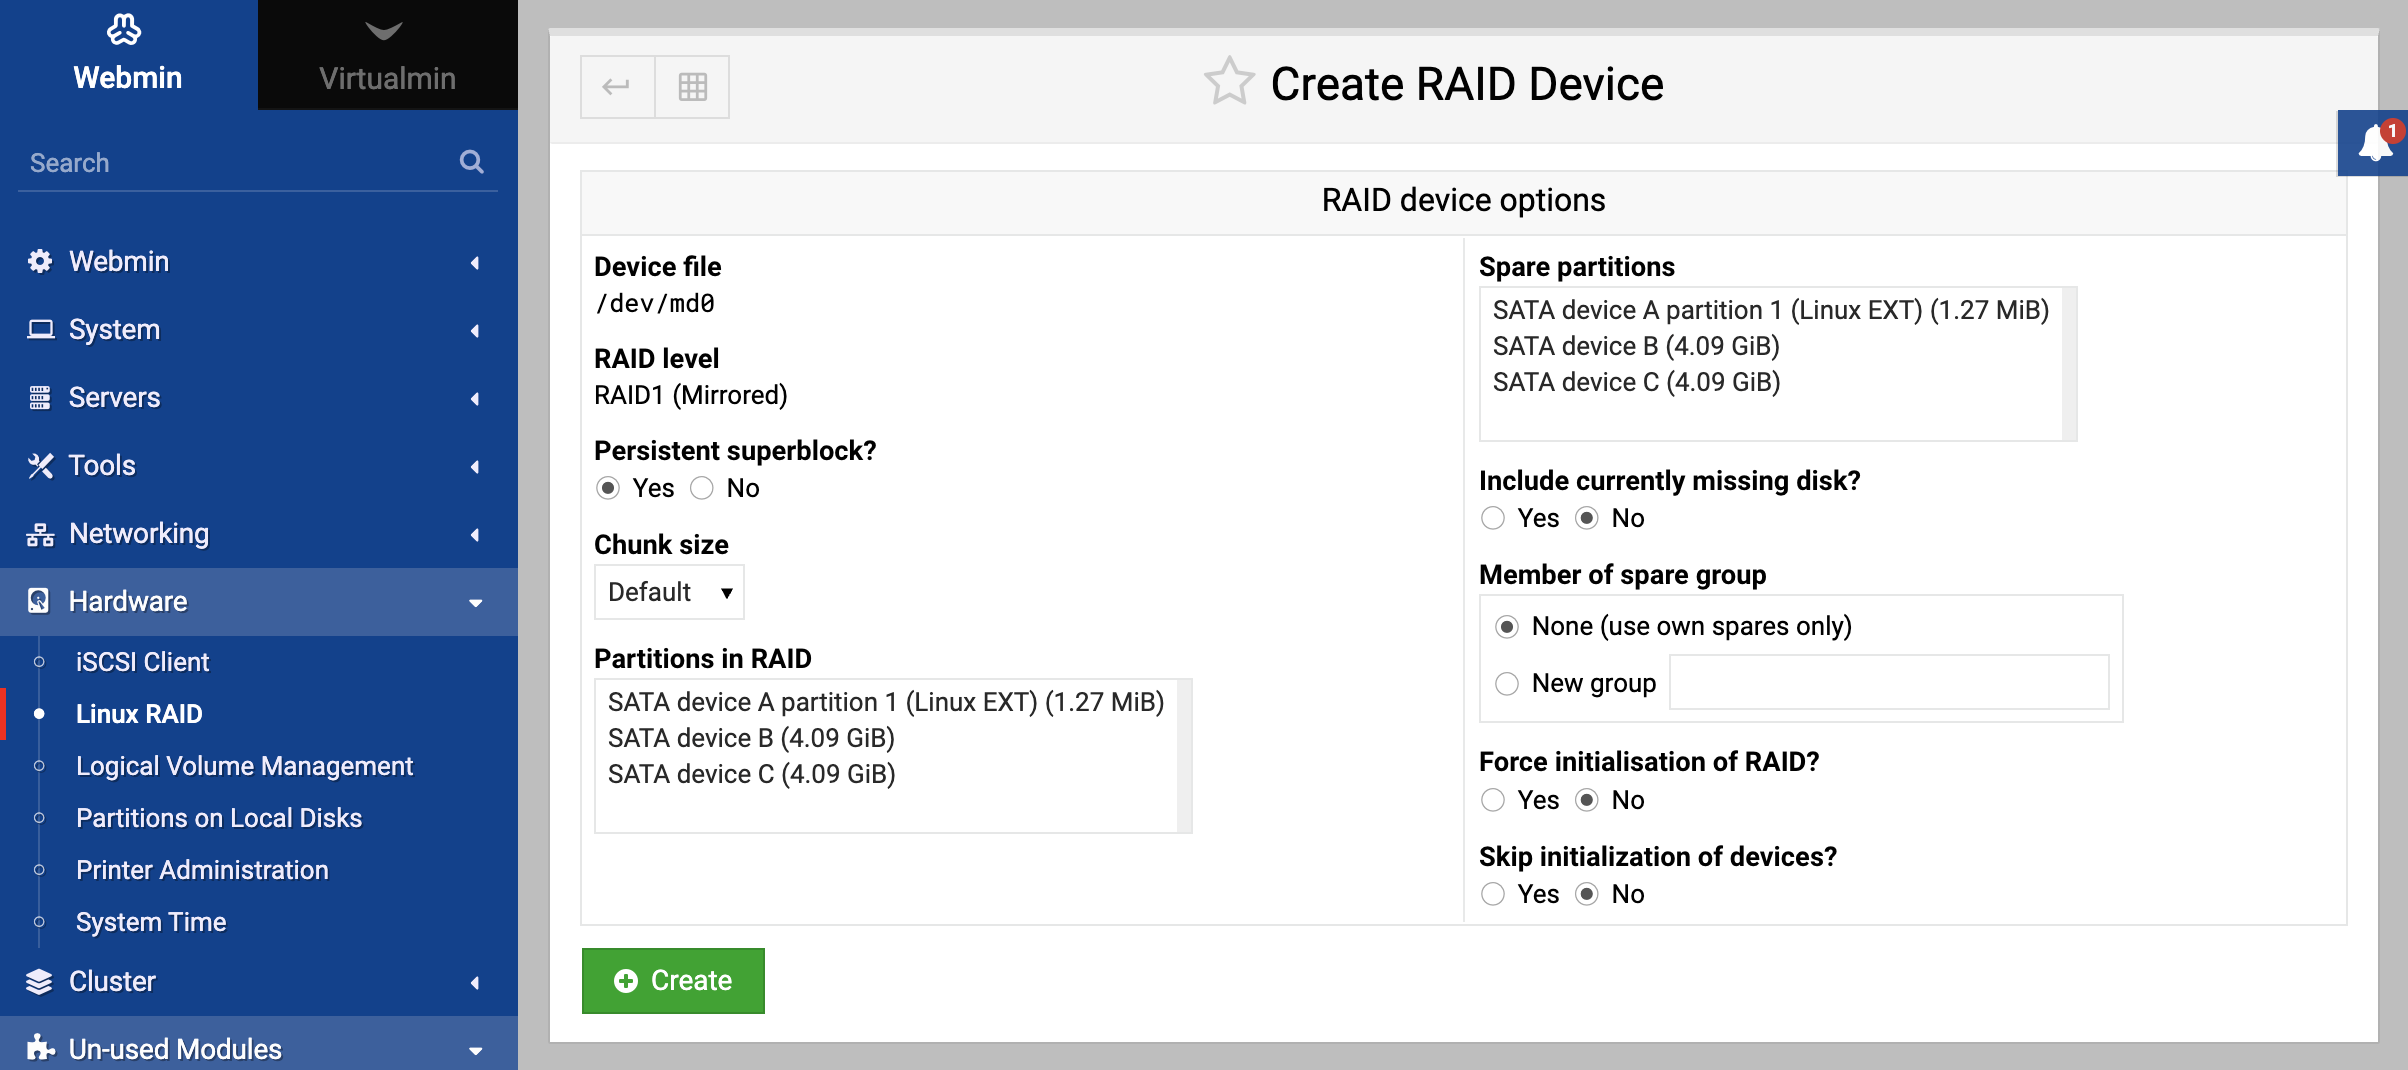 Webmin
Virtualmin
Search
Webmin
System
Servers
Tools
Networking
Hardware
iSCSI Client
Linux RAID
Logical Volume Management
Partitions on Local Disks
Printer Administration
System Time
Cluster
Un-used Modules
Create RAID Device
1
RAID device options
Device file
/dev/md0
RAID level
RAID1 (Mirrored)
Persistent superblock?
Yes No
Chunk size
Default
Partitions in RAID
SATA device A partition 1 (Linux EXT) (1.27 MiB)
SATA device B (4.09 GiB)
SATA device C (4.09 GiB)
Spare partitions
SATA device A partition 1 (Linux EXT) (1.27 MiB)
SATA device B (4.09 GiB)
SATA device C (4.09 GiB)
Include currently missing disk?
Yes No
Member of spare group
None (use own spares only)
New group
Force initialisation of RAID?
Yes No
Skip initialization of devices?
Yes No
Create